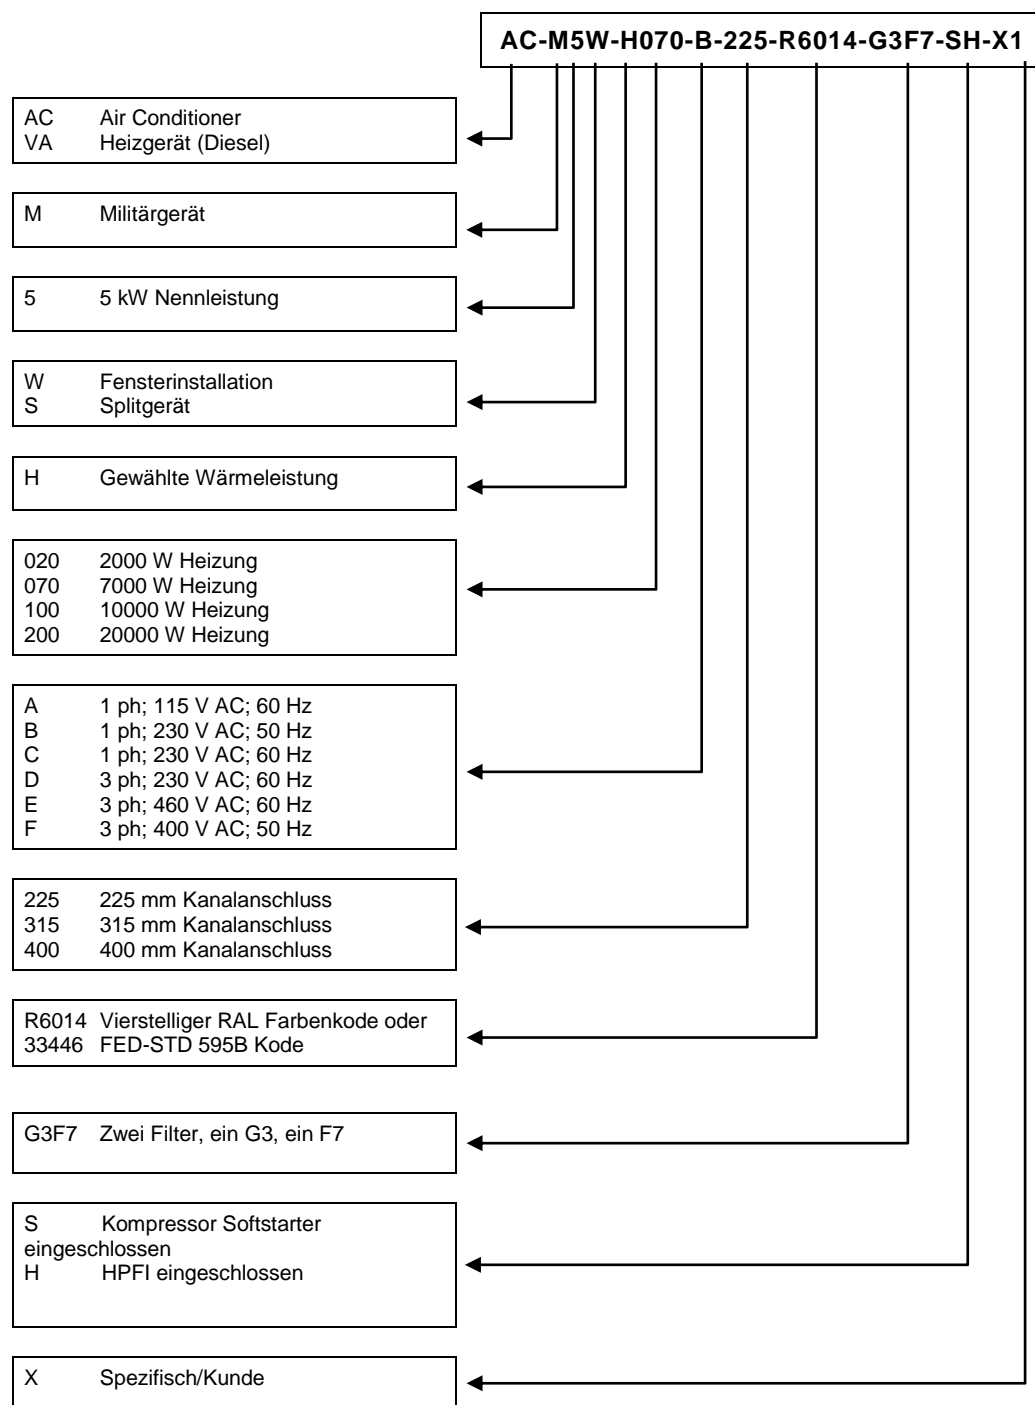 AC-M5W-H070-B-225-R6014-G3F7-SH-X1
AC Air Conditioner
VA Heizgerät (Diesel)
M Militärgerät
5 5 kW Nennleistung
W Fensterinstallation
S Splitgerät
H Gewählte Wärmeleistung
020 2000 W Heizung
070 7000 W Heizung
100 10000 W Heizung
200 20000 W Heizung
A 1 ph; 115 V AC; 60 Hz
B 1 ph; 230 V AC; 50 Hz
C 1 ph; 230 V AC; 60 Hz
D 3 ph; 230 V AC; 60 Hz
E 3 ph; 460 V AC; 60 Hz
F 3 ph; 400 V AC; 50 Hz
225 225 mm Kanalanschluss
315 315 mm Kanalanschluss
400 400 mm Kanalanschluss
R6014 Vierstelliger RAL Farbenkode oder
33446 FED-STD 595B Kode
G3F7 Zwei Filter, ein G3, ein F7
S Kompressor Softstarter
eingeschlossen
H HPFI eingeschlossen
X Spezifisch/Kunde